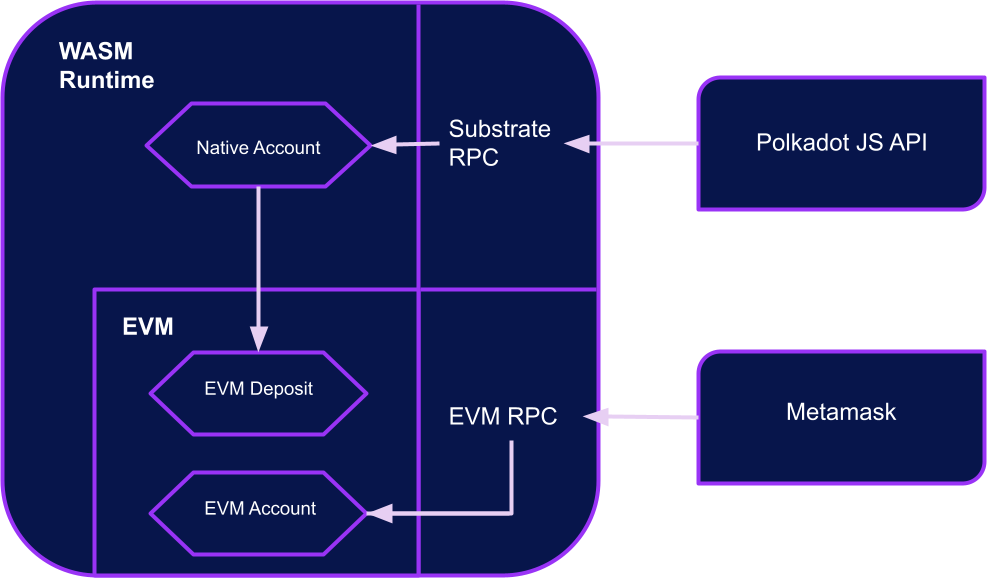 WASM
Runtime
Native Account
Substrate
RPC
Polkadot JS API
EVM
EVM Deposit
EVM RPC
Metamask
EVM Account